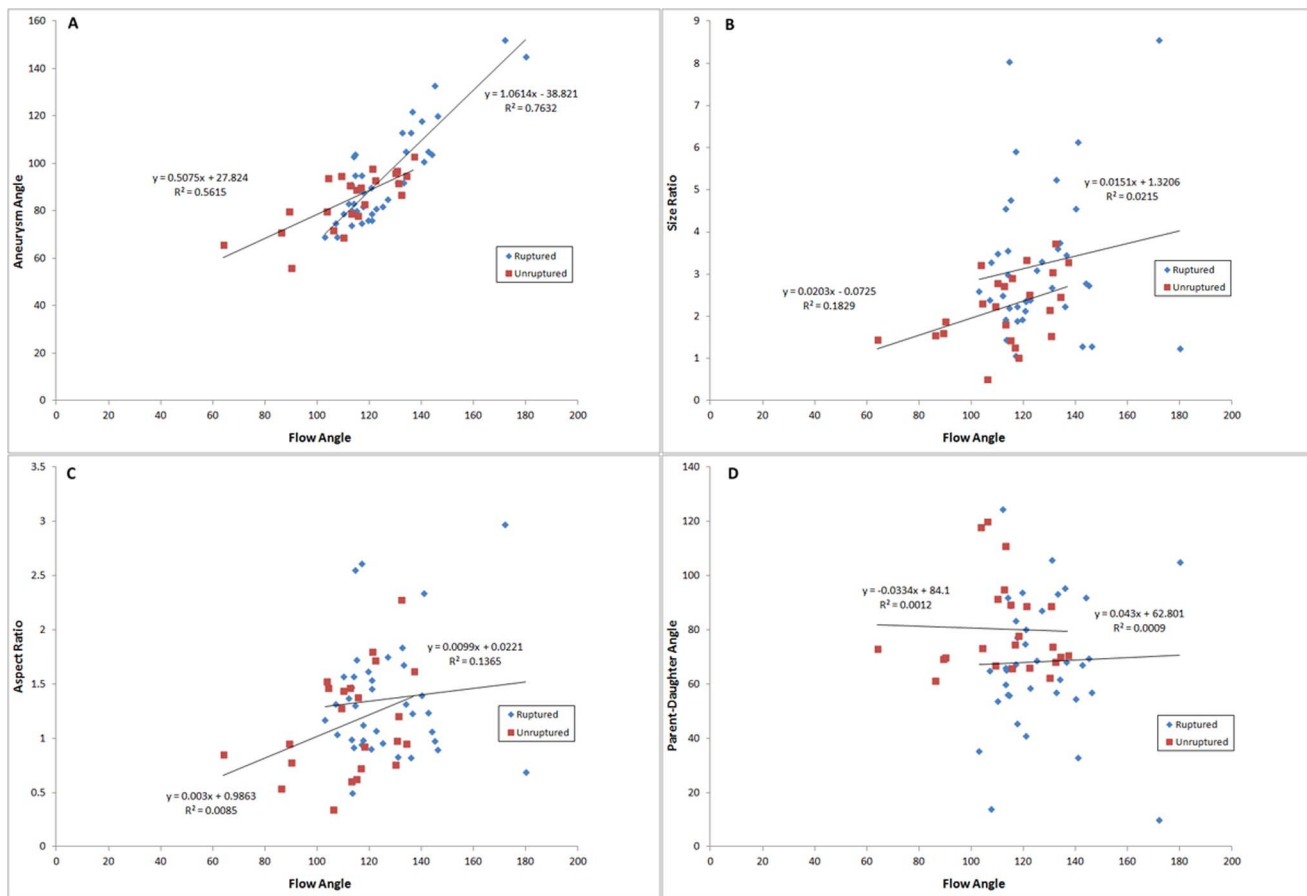 A
160
140
120
100
80
60
40
20
0
Aneurysm Angle
y = 1.0614x - 38.821
R² = 0.7632
y = 0.5075x + 27.824
R² = 0.5615
Ruptured
Unruptured
0 20 40 60 80 100 120 140 160 180 200
Flow Angle
B
9
8
7
6
5
4
3
2
1
0
Size Ratio
y = 0.0151x + 1.3206
R² = 0.0215
y = 0.0203x - 0.0725
R² = 0.1829
Ruptured
Unruptured
0 20 40 60 80 100 120 140 160 180 200
Flow Angle
C
3.5
3
2.5
2
1.5
1
0.5
0
Aspect Ratio
y = 0.0099x + 0.0221
R² = 0.1365
y = 0.003x + 0.9863
R² = 0.0085
Ruptured
Unruptured
0 20 40 60 80 100 120 140 160 180 200
Flow Angle
D
140
120
100
80
60
40
20
0
Parent-Daughter Angle
y = -0.0334x + 84.1
R² = 0.0012
y = 0.043x + 62.801
R² = 0.0009
Ruptured
Unruptured
0 20 40 60 80 100 120 140 160 180 200
Flow Angle